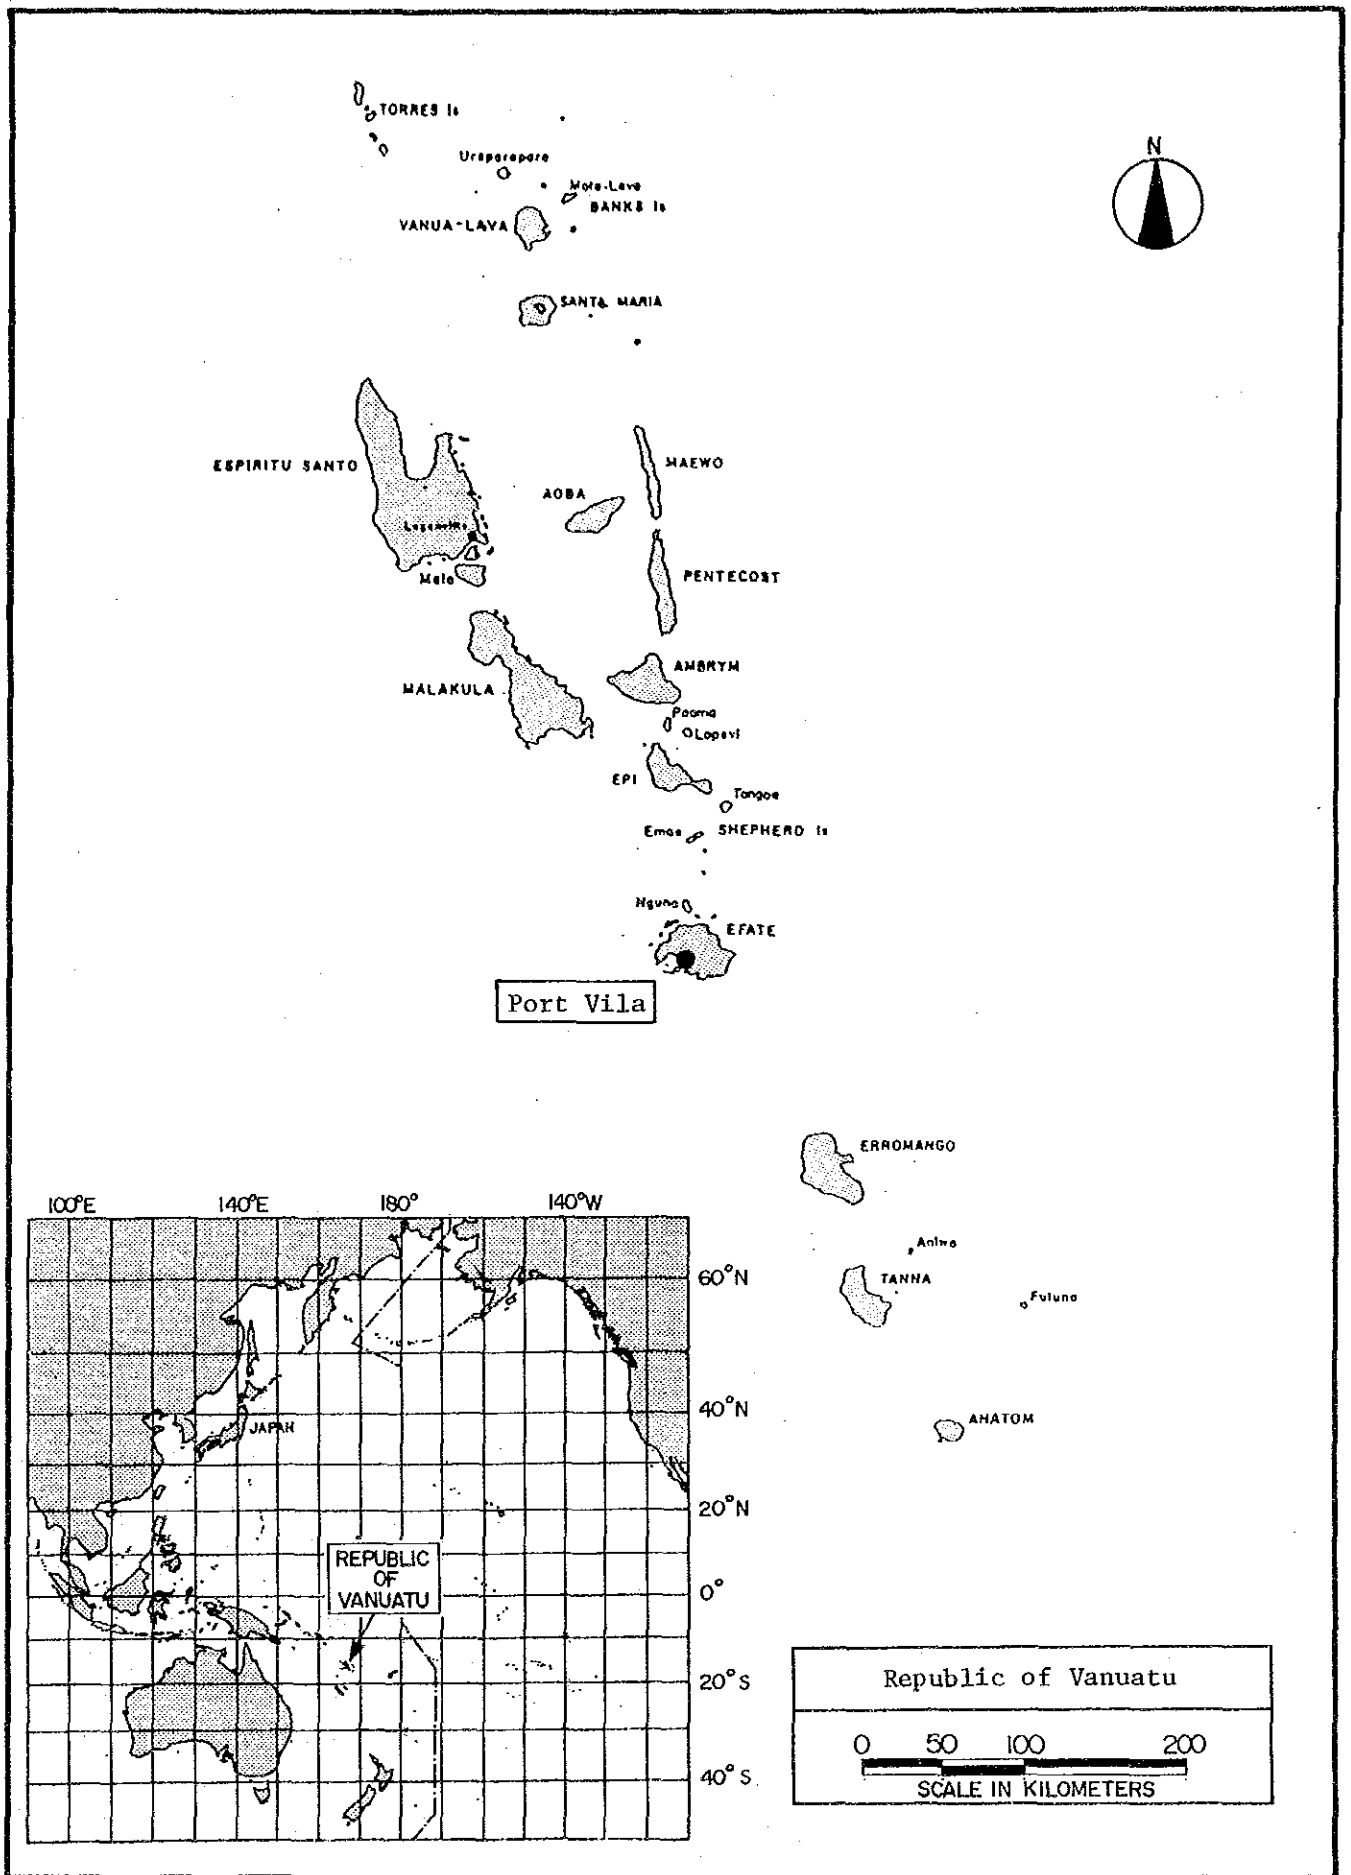 TORRES Is
N
Ureparapare
Mota-Lava
BANKS Is
VANUA-LAVA
SANTA MARIA
ESPIRITU SANTO
MAEWO
AOBA
Malo
PENTECOST
AMBRYM
MALAKULA
Paama
Lopevi
EPI
Tongoa
Emae
SHEPHERD Is
Nguna
EFATE
Port Vila
ERROMANGO
Aniwa
TANNA
Futuna
ANATOM
100°E 140°E 180° 140°W
60°N
40°N
JAPAN
20°N
REPUBLIC
OF
VANUATU
0°
20°S
40°S
Republic of Vanuatu
0 50 100 200
SCALE IN KILOMETERS